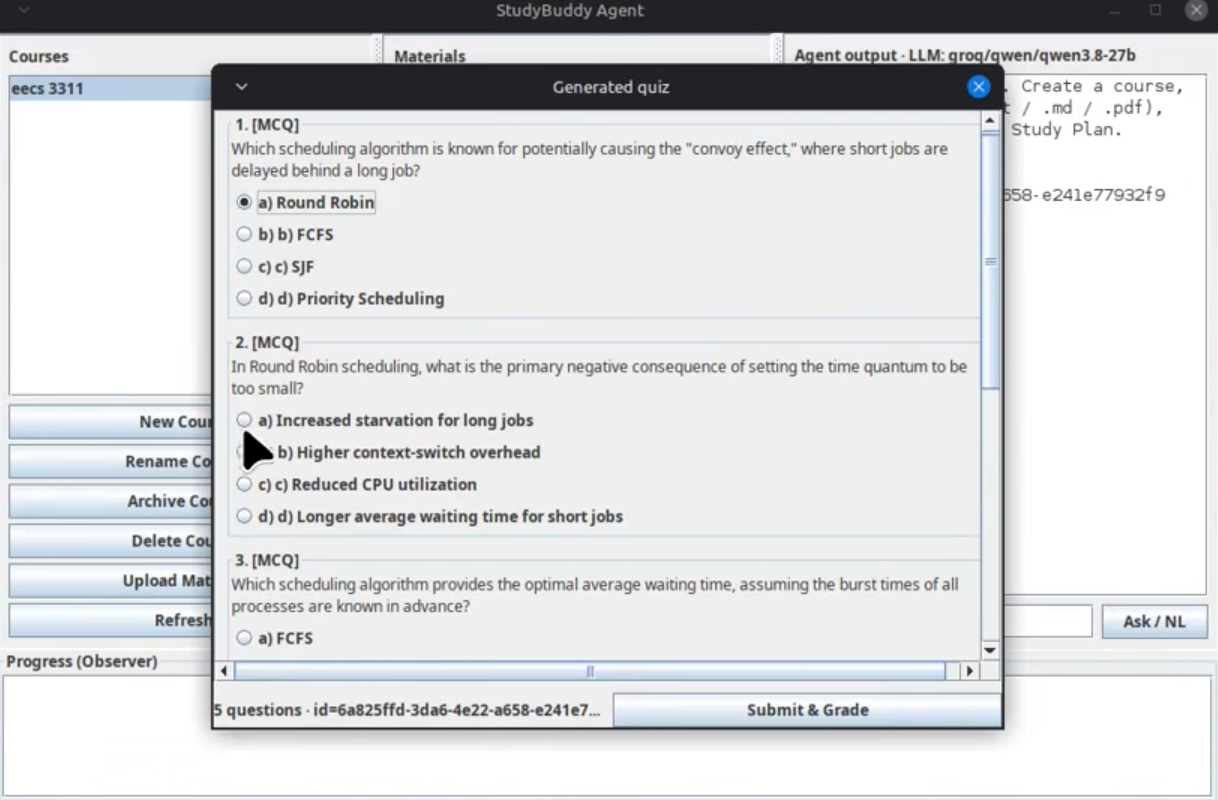 StudyBuddy Agent
Courses
Materials
Agent output · LLM: groq/qwen/qwen3.8-27b
eecs 3311
. Create a course,
t / .md / .pdf),
Study Plan.
658-e241e77932f9
New Cour
Rename Co
Archive Co
Delete Cou
Upload Mat
Refresh
Ask / NL
Progress (Observer)
Generated quiz
1. [MCQ]
Which scheduling algorithm is known for potentially causing the "convoy effect," where short jobs are
delayed behind a long job?
a) Round Robin
b) b) FCFS
c) c) SJF
d) d) Priority Scheduling
2. [MCQ]
In Round Robin scheduling, what is the primary negative consequence of setting the time quantum to be
too small?
a) Increased starvation for long jobs
b) Higher context-switch overhead
c) c) Reduced CPU utilization
d) d) Longer average waiting time for short jobs
3. [MCQ]
Which scheduling algorithm provides the optimal average waiting time, assuming the burst times of all
processes are known in advance?
a) FCFS
5 questions · id=6a825ffd-3da6-4e22-a658-e241e7...
Submit & Grade